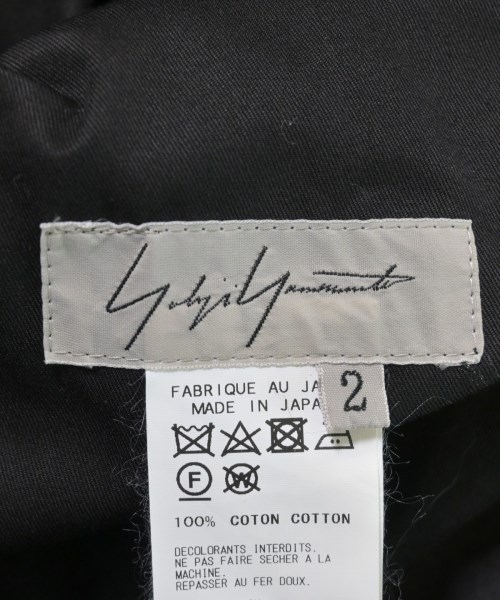 Yohji Yamamoto
FABRIQUE AU JA
MADE IN JAPA
2
F
W
100% COTON COTTON
DECOLORANTS INTERDITS.
NE PAS FAIRE SECHER A LA
MACHINE.
REPASSER AU FER DOUX.